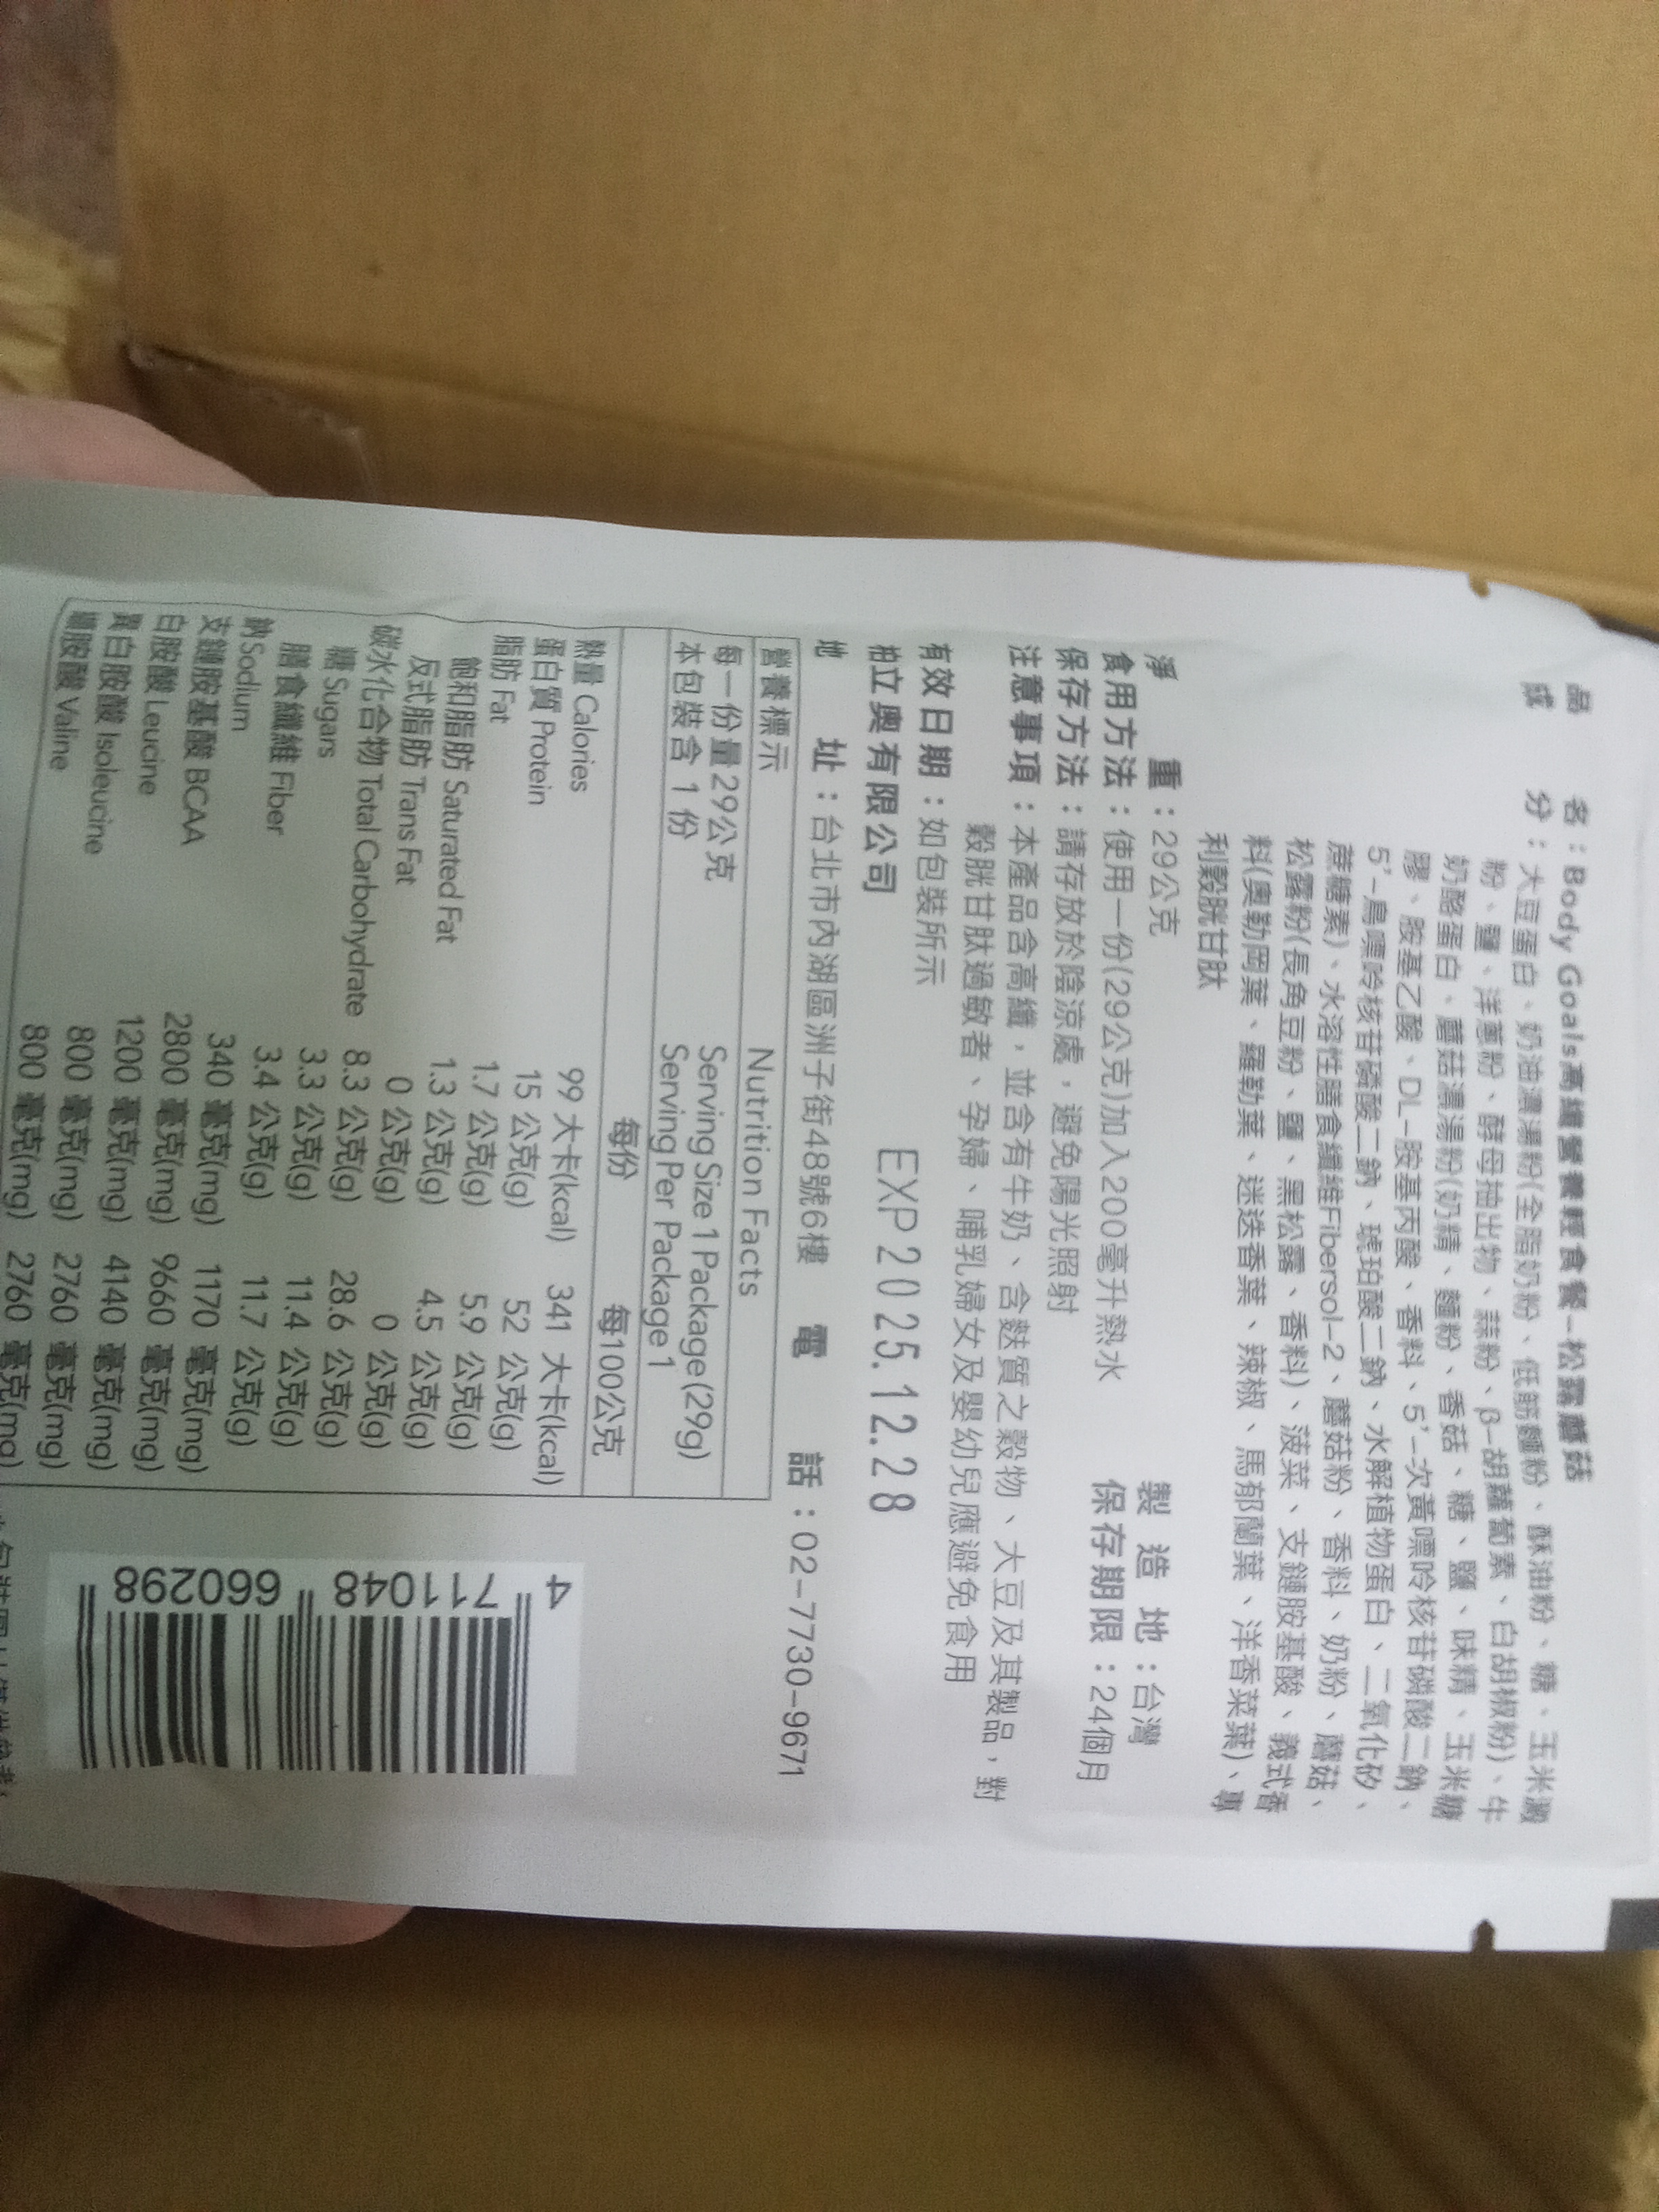 品名：Body Goals高纖營養輕食餐-松露蘑菇
成分：大豆蛋白、奶油濃湯粉(全脂奶粉、低筋麵粉、酥油粉、糖、玉米澱
粉、鹽、洋蔥粉、酵母抽出物、蒜粉、β-胡蘿蔔素、白胡椒粉)、牛
奶酪蛋白、蘑菇濃湯粉(奶精、麵粉、香菇、糖、鹽、味精、玉米糖
膠、胺基乙酸、DL-胺基丙酸、香料、5'-次黃嘌呤核苷磷酸二鈉、
5'-鳥嘌呤核苷磷酸二鈉、琥珀酸二鈉、水解植物蛋白、二氧化矽、
蔗糖素)、水溶性膳食纖維Fibersol-2、蘑菇粉、香料、奶粉、蘑菇、
松露粉(長角豆粉、鹽、黑松露、香料)、菠菜、支鏈胺基酸、義式香
料(奧勒岡葉、羅勒葉、迷迭香葉、辣椒、馬郁蘭葉、洋香菜葉)、專
利穀胱甘肽
淨重：29公克 製造地：台灣
食用方法：使用一份(29公克)加入200毫升熱水 保存期限：24個月
保存方法：請存放於陰涼處，避免陽光照射
注意事項：本產品含高纖，並含有牛奶、含麩質之穀物、大豆及其製品，對
穀胱甘肽過敏者、孕婦、哺乳婦女及嬰幼兒應避免食用
有效日期：如包裝所示
柏立奧有限公司 EXP 2025.12.28
地址：台北市內湖區洲子街48號6樓 電話：02-7730-9671
營養標示 Nutrition Facts
每一份量29公克 Serving Size 1 Package (29g)
本包裝含 1 份 Serving Per Package 1
每份 每100公克
熱量 Calories 99 大卡(kcal) 341 大卡(kcal)
蛋白質 Protein 15 公克(g) 52 公克(g)
脂肪 Fat 1.7 公克(g) 5.9 公克(g)
飽和脂肪 Saturated Fat 1.3 公克(g) 4.5 公克(g)
反式脂肪 Trans Fat 0 公克(g) 0 公克(g)
碳水化合物 Total Carbohydrate 8.3 公克(g) 28.6 公克(g)
糖 Sugars 3.3 公克(g) 11.4 公克(g)
膳食纖維 Fiber 3.4 公克(g) 11.7 公克(g)
鈉 Sodium 340 毫克(mg) 1170 毫克(mg)
支鏈胺基酸 BCAA 2800 毫克(mg) 9660 毫克(mg)
白胺酸 Leucine 1200 毫克(mg) 4140 毫克(mg)
異白胺酸 Isoleucine 800 毫克(mg) 2760 毫克(mg)
纈胺酸 Valine 800 毫克(mg) 2760 毫克(mg)
4 711048 660298